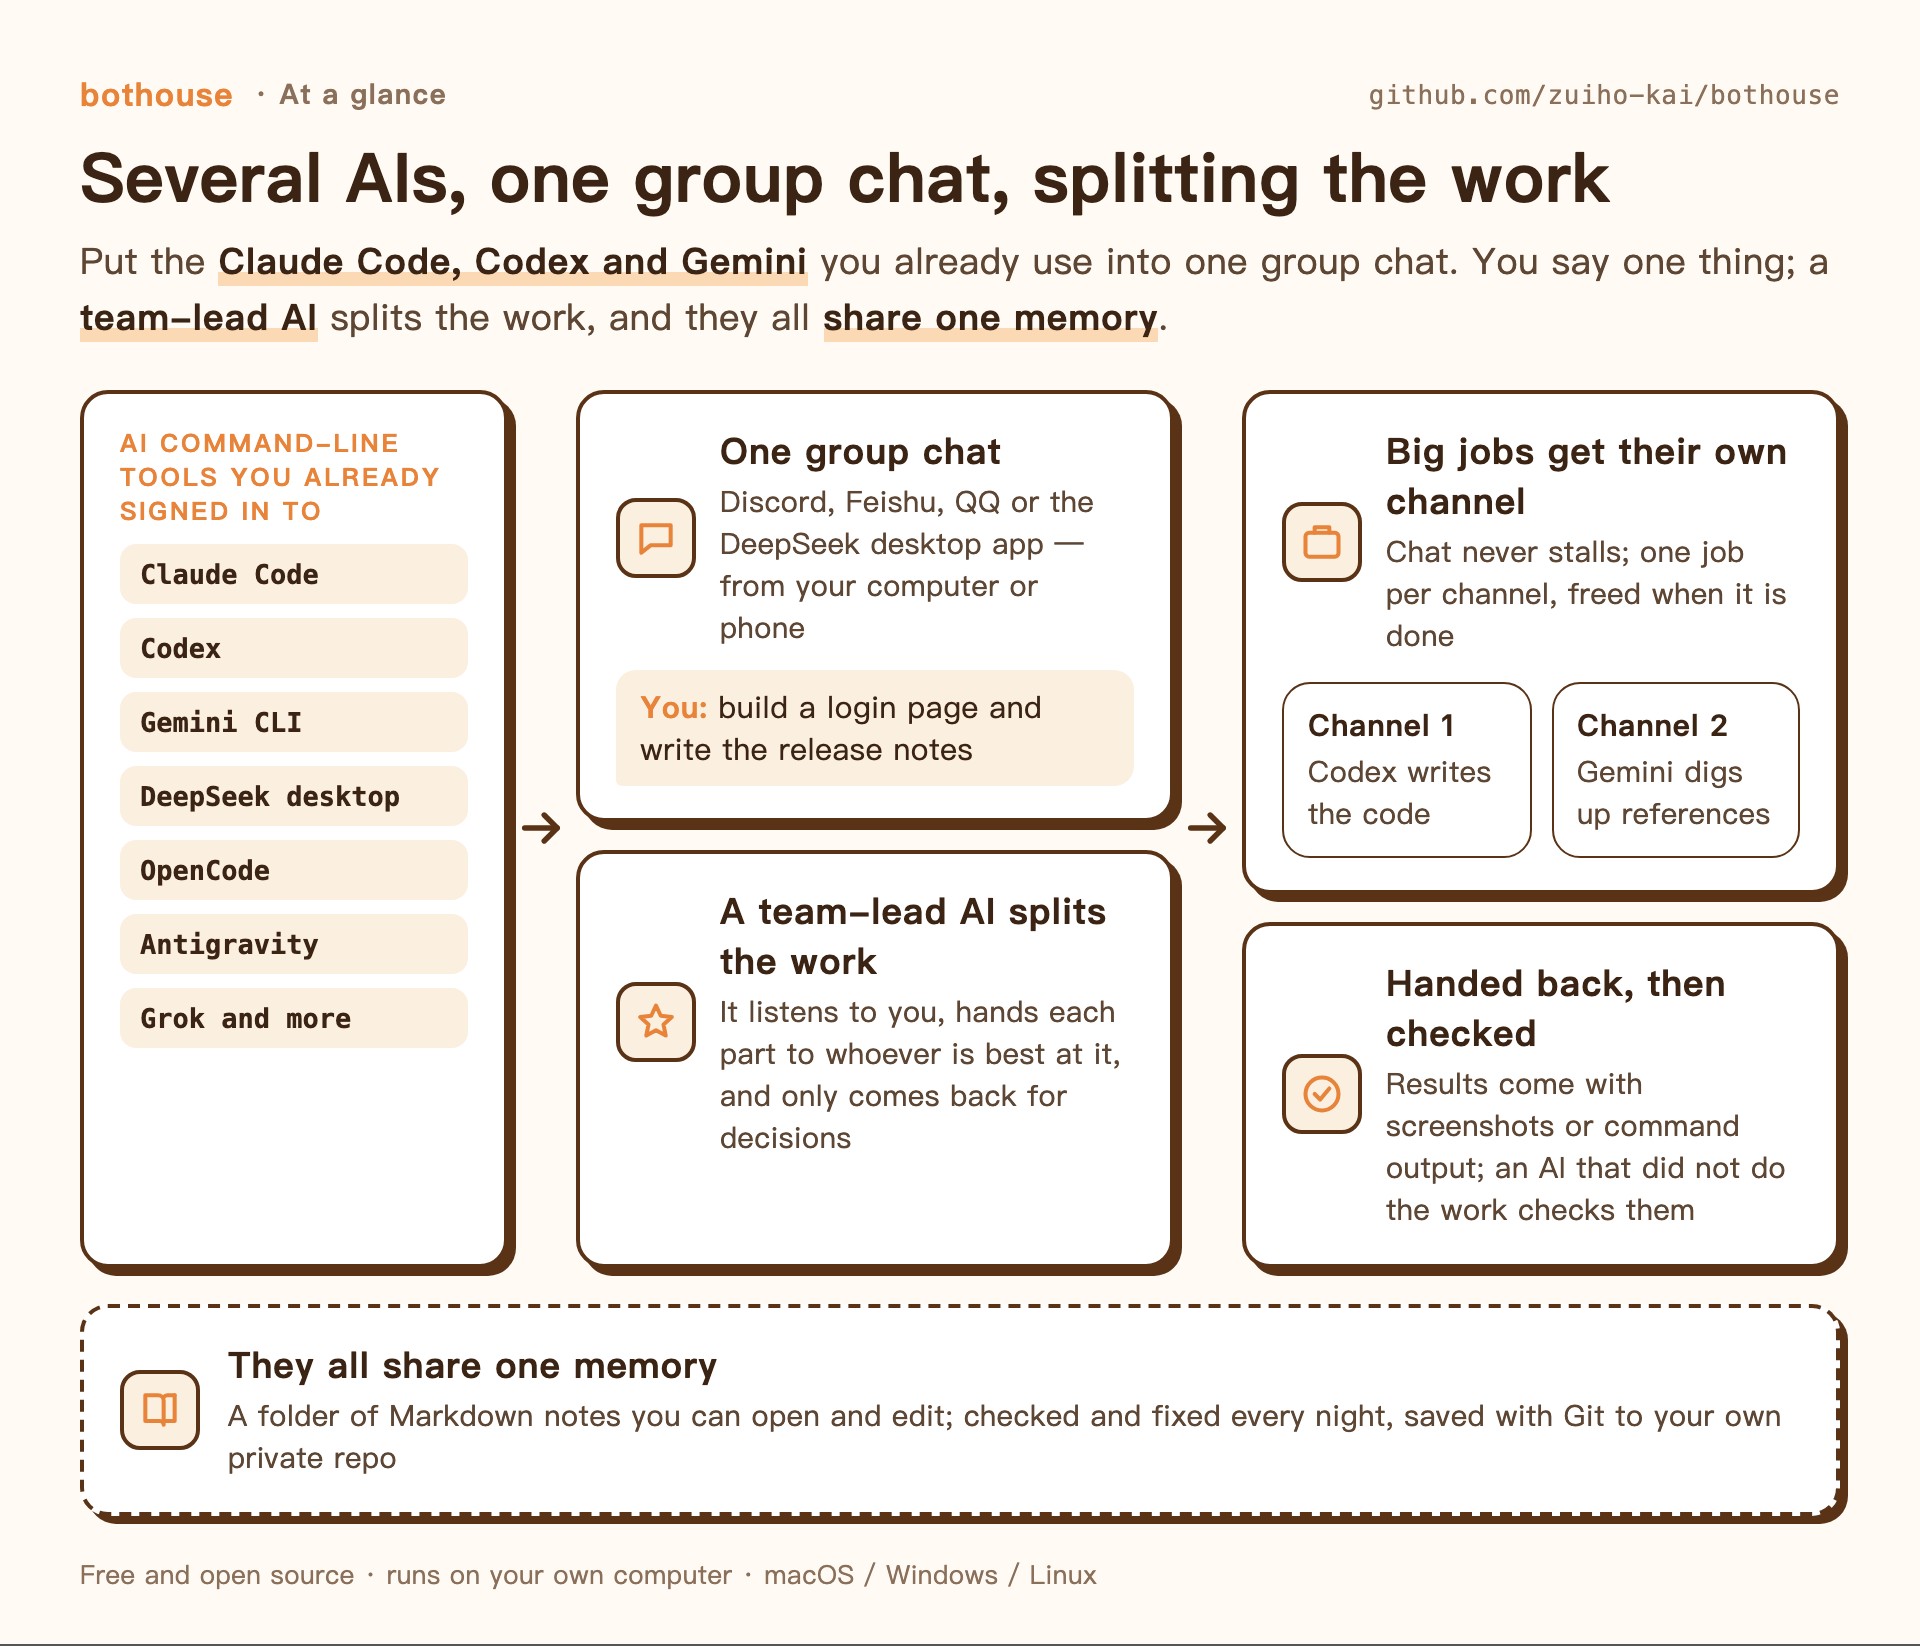 bothouse · At a glance
github.com/zuiho-kai/bothouse
Several AIs, one group chat, splitting the work
Put the Claude Code, Codex and Gemini you already use into one group chat. You say one thing; a
team-lead AI splits the work, and they all share one memory.
AI COMMAND-LINE
TOOLS YOU ALREADY
SIGNED IN TO
Claude Code
Codex
Gemini CLI
DeepSeek desktop
OpenCode
Antigravity
Grok and more
One group chat
Discord, Feishu, QQ or the
DeepSeek desktop app —
from your computer or
phone
You: build a login page and
write the release notes
A team-lead AI splits
the work
It listens to you, hands each
part to whoever is best at it,
and only comes back for
decisions
Big jobs get their own
channel
Chat never stalls; one job
per channel, freed when it is
done
Channel 1
Codex writes
the code
Channel 2
Gemini digs
up references
Handed back, then
checked
Results come with
screenshots or command
output; an AI that did not do
the work checks them
They all share one memory
A folder of Markdown notes you can open and edit; checked and fixed every night, saved with Git to your own
private repo
Free and open source · runs on your own computer · macOS / Windows / Linux